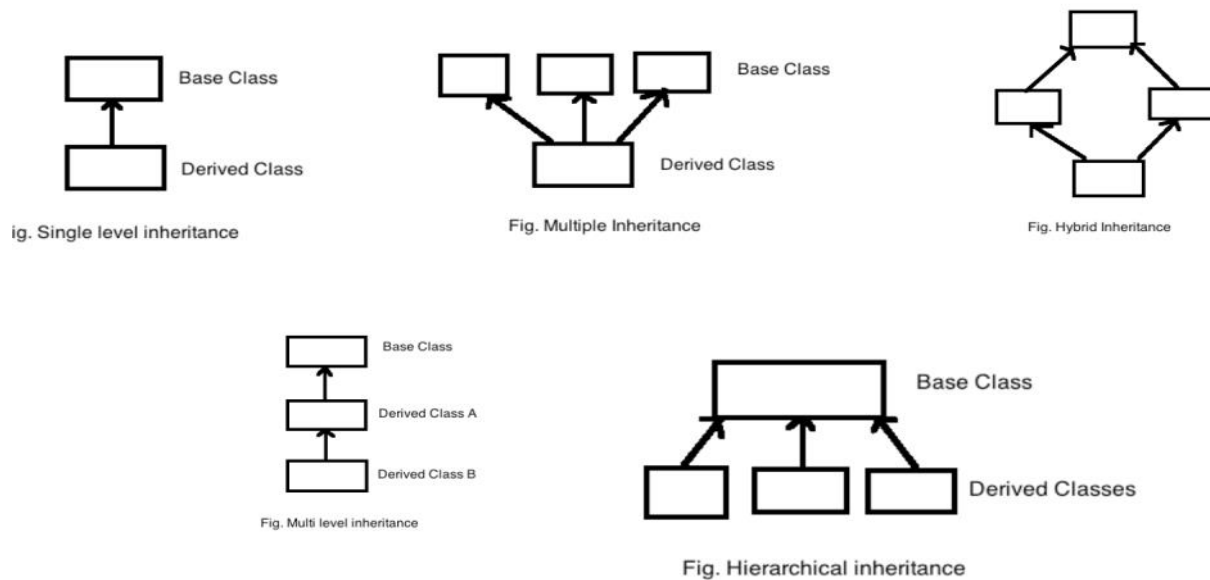 Base Class
Derived Class
ig. Single level inheritance
Base Class
Derived Class
Fig. Multiple Inheritance
Fig. Hybrid Inheritance
Base Class
Derived Class A
Derived Class B
Fig. Multi level inheritance
Base Class
Derived Classes
Fig. Hierarchical inheritance